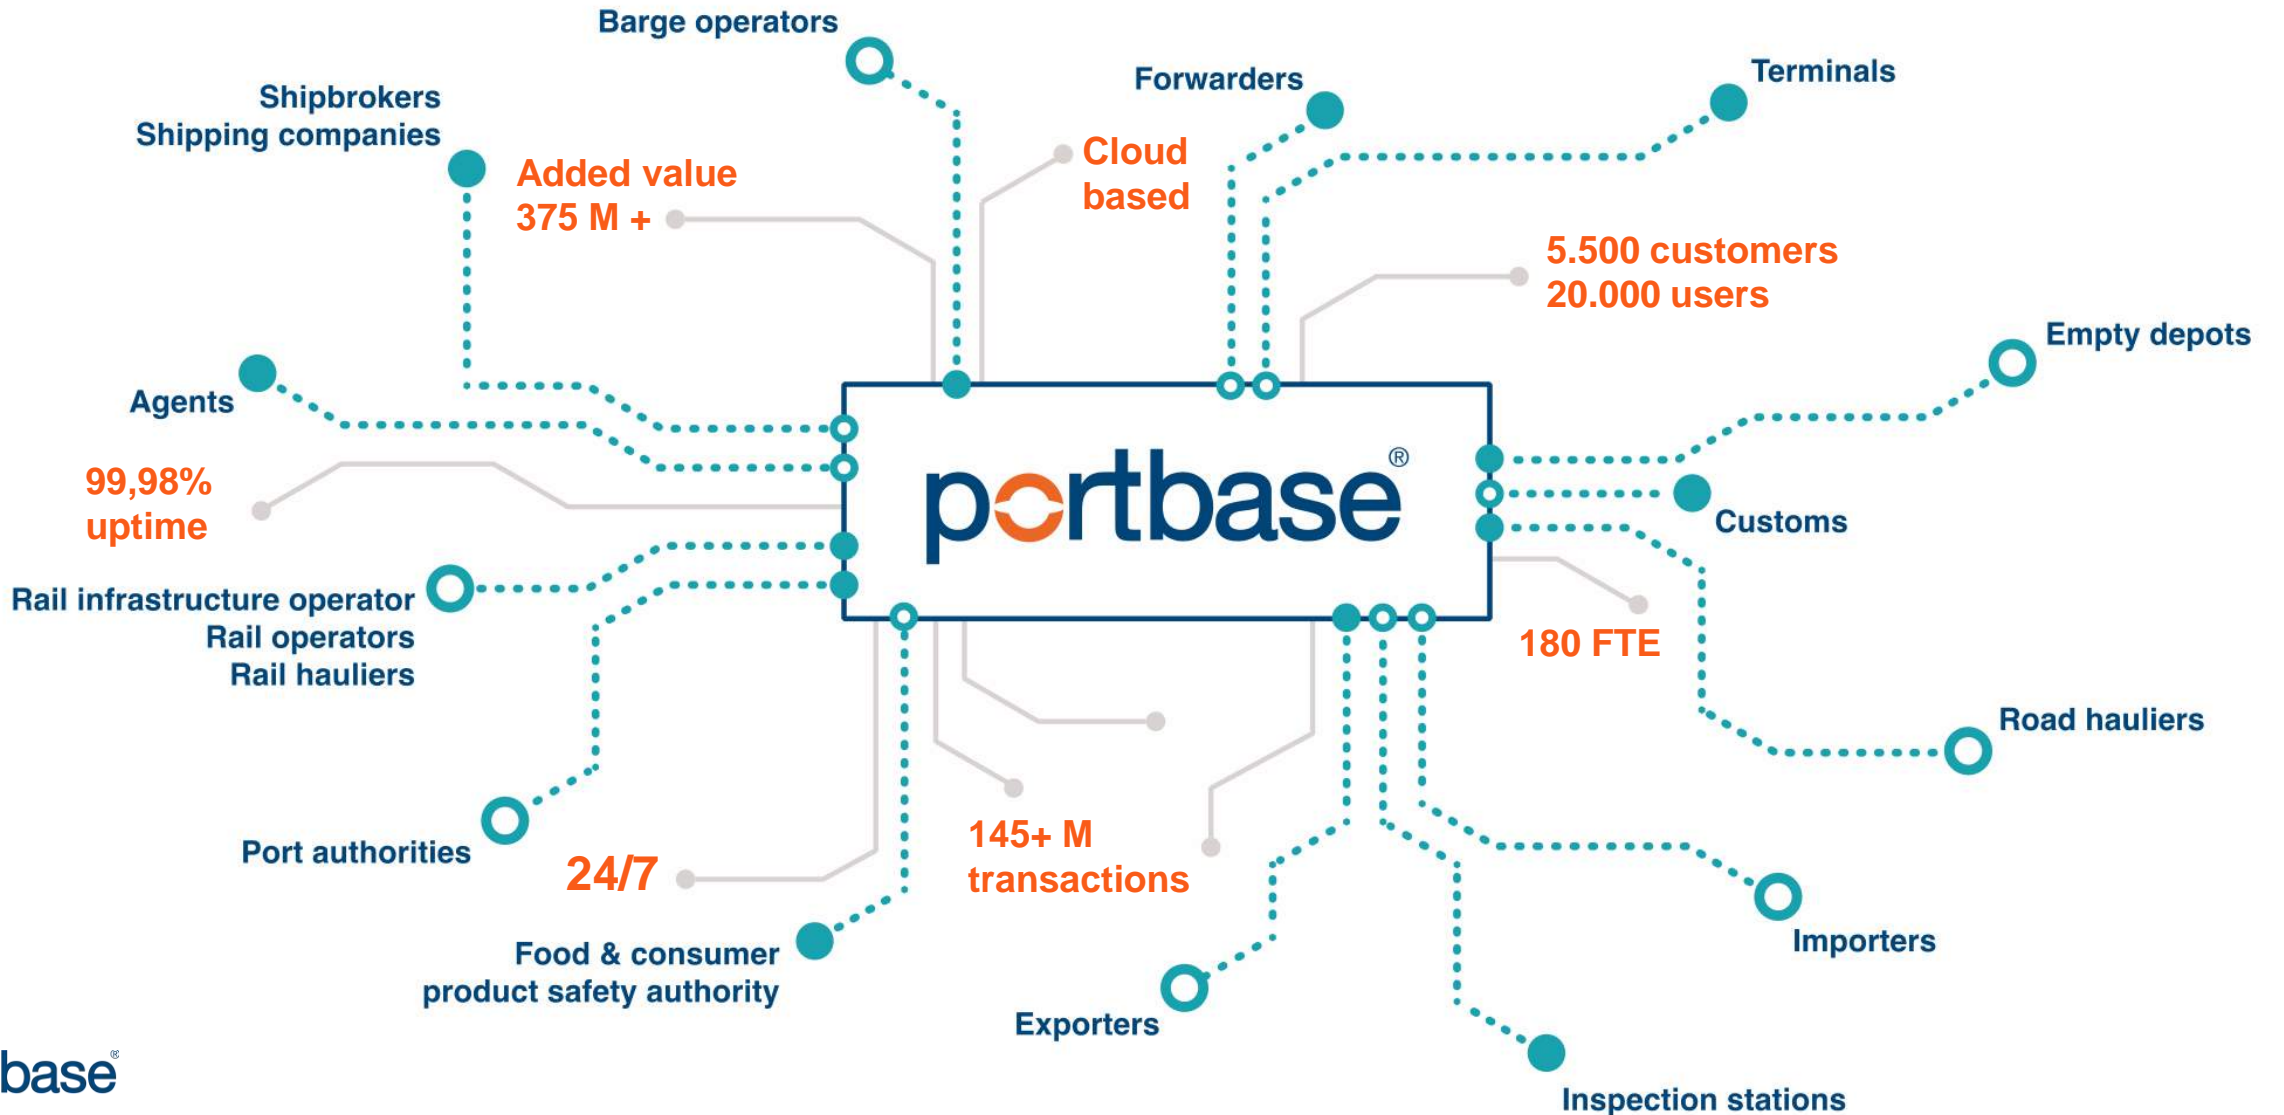 Barge operators
Forwarders
Terminals
Shipbrokers
Shipping companies
Added value
375 M +
Cloud
based
5.500 customers
20.000 users
Empty depots
Agents
99,98%
uptime
portbase®
Customs
Rail infrastructure operator
Rail operators
Rail hauliers
180 FTE
Road hauliers
Port authorities
24/7
145+ M
transactions
Food & consumer
product safety authority
Importers
Exporters
base®
Inspection stations